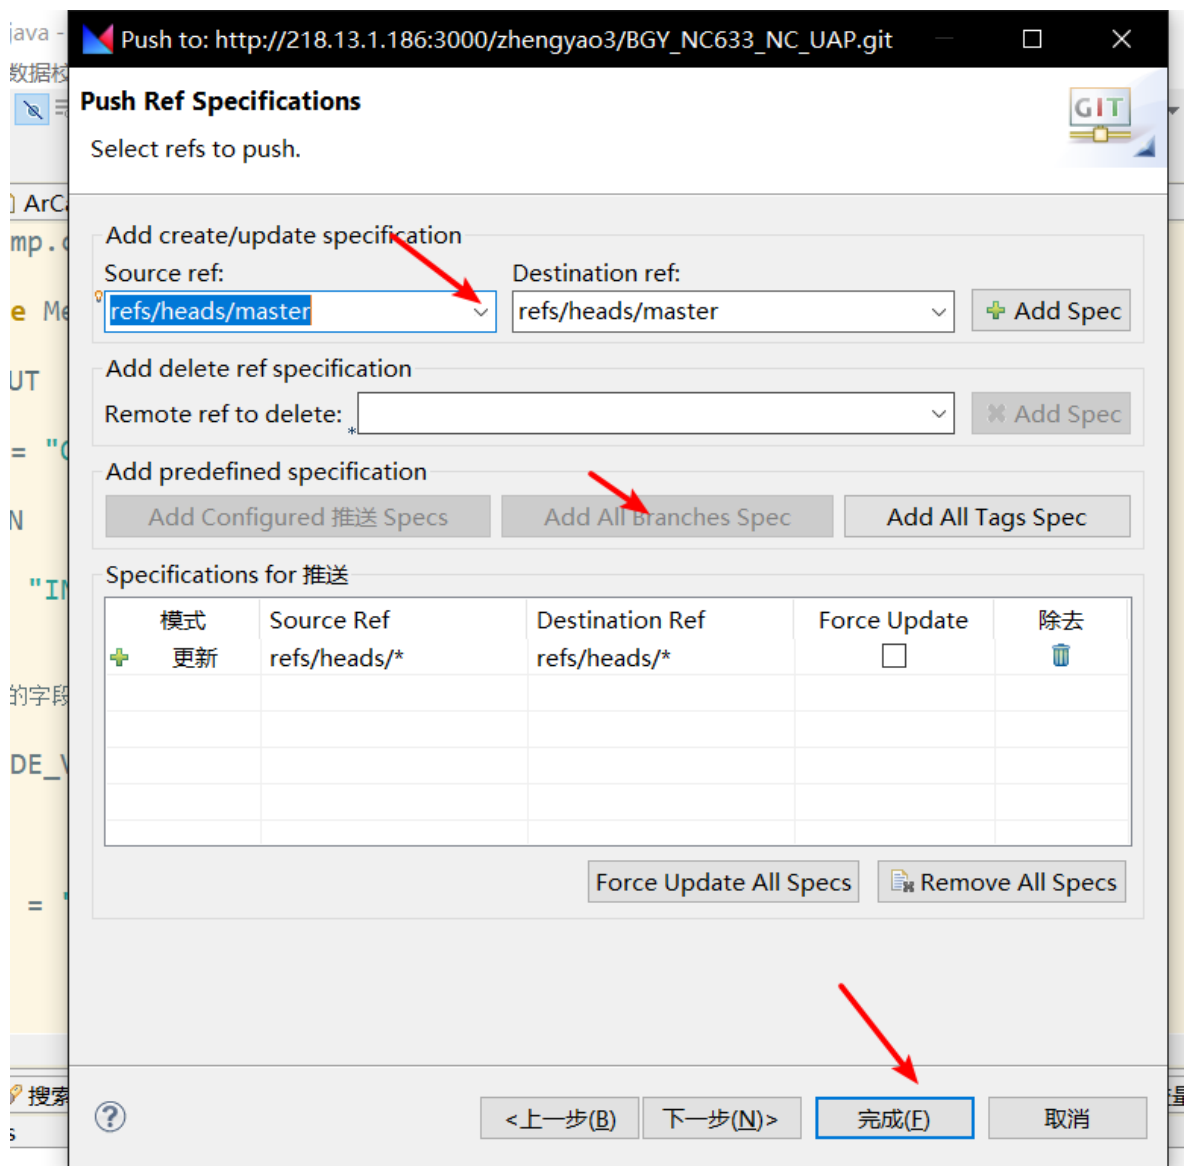 java -
Push to: http://218.13.1.186:3000/zhengyao3/BGY_NC633_NC_UAP.git
数据校
Push Ref Specifications
GIT
Select refs to push.
ArCa
mp.c
Add create/update specification
Source ref:
Destination ref:
e Me
refs/heads/master
refs/heads/master
Add Spec
UT
Add delete ref specification
Remote ref to delete:
Add Spec
= "C
Add predefined specification
N
Add Configured 推送 Specs
Add All Branches Spec
Add All Tags Spec
Specifications for 推送
"IN
模式
Source Ref
Destination Ref
Force Update
除去
更新
refs/heads/*
refs/heads/*
的字段
DE_V
Force Update All Specs
Remove All Specs
= "
搜索
<上一步(B)
下一步(N)>
完成(F)
取消
量
s